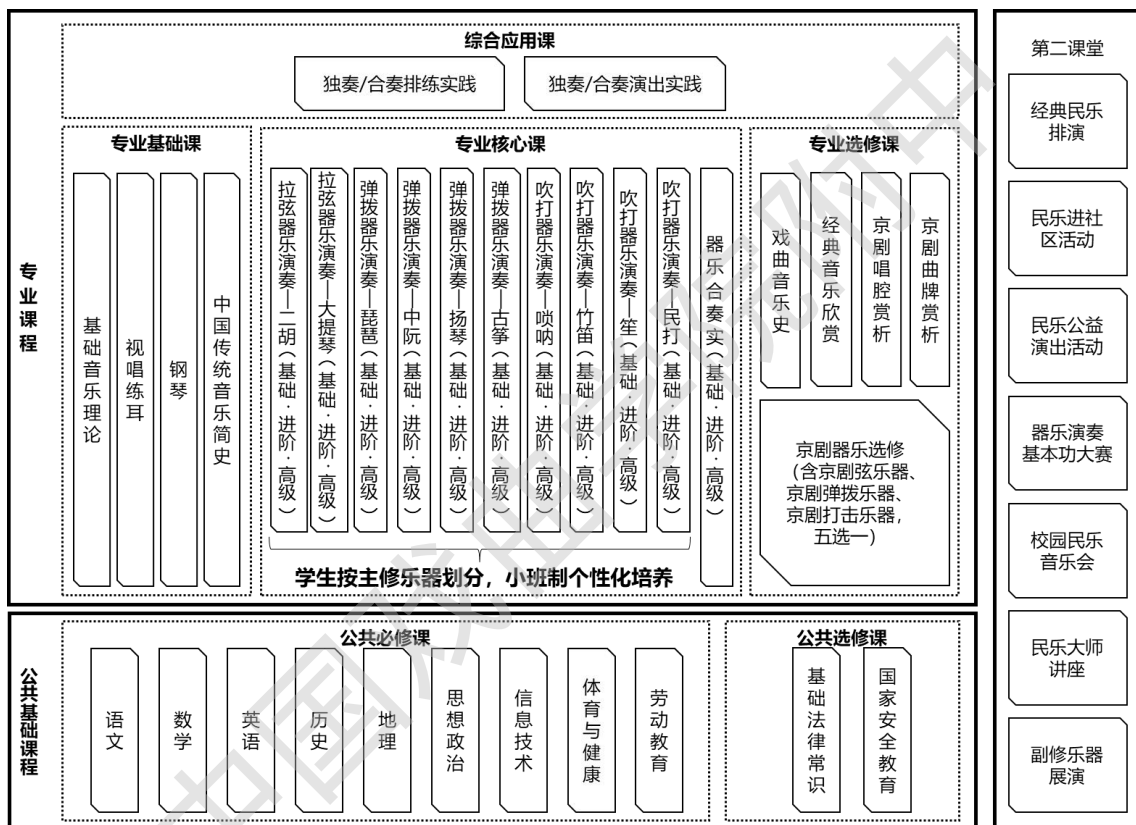 综合应用课
独奏/合奏排练实践
独奏/合奏演出实践
专业课程
专业基础课
基础音乐理论
视唱练耳
钢琴
中国传统音乐简史
专业核心课
拉弦器乐演奏—二胡（基础·进阶·高级）
拉弦器乐演奏—大提琴（基础·进阶·高级）
弹拨器乐演奏—琵琶（基础·进阶·高级）
弹拨器乐演奏—中阮（基础·进阶·高级）
弹拨器乐演奏—扬琴（基础·进阶·高级）
弹拨器乐演奏—古筝（基础·进阶·高级）
吹打器乐演奏—唢呐（基础·进阶·高级）
吹打器乐演奏—竹笛（基础·进阶·高级）
吹打器乐演奏—笙（基础·进阶·高级）
吹打器乐演奏—民打（基础·进阶·高级）
器乐合奏实（基础·进阶·高级）
学生按主修乐器划分，小班制个性化培养
专业选修课
戏曲音乐史
经典音乐欣赏
京剧唱腔赏析
京剧曲牌赏析
京剧器乐选修
（含京剧弦乐器、
京剧弹拨乐器、
京剧打击乐器，
五选一）
公共基础课程
公共必修课
语文
数学
英语
历史
地理
思想政治
信息技术
体育与健康
劳动教育
公共选修课
基础法律常识
国家安全教育
第二课堂
经典民乐
排演
民乐进社
区活动
民乐公益
演出活动
器乐演奏
基本功大赛
校园民乐
音乐会
民乐大师
讲座
副修乐器
展演
中国戏曲学院附中